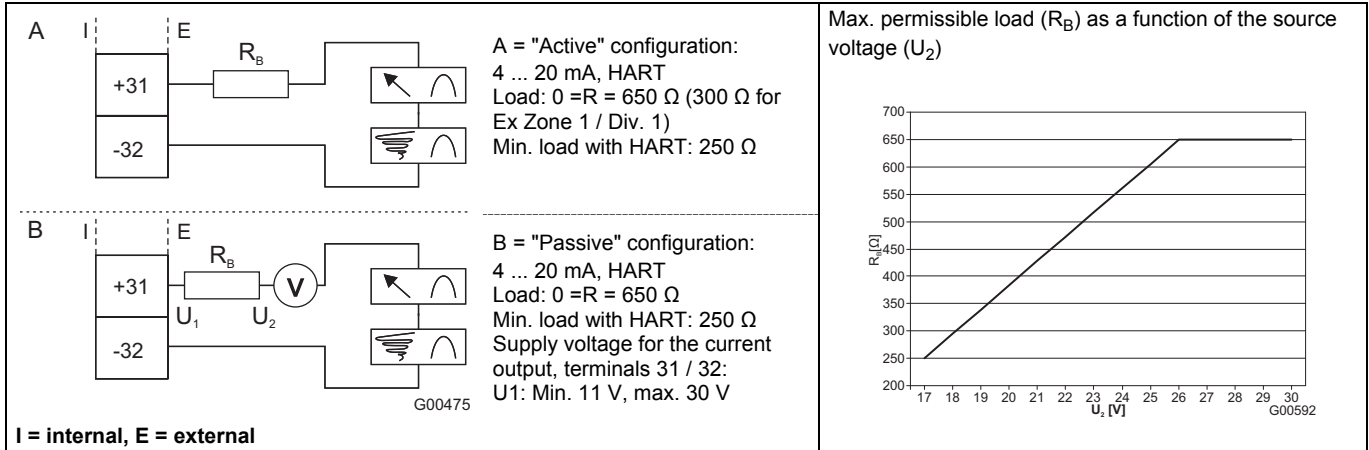 A I E
R_B
+31
-32
A = "Active" configuration:
4 ... 20 mA, HART
Load: 0 =R = 650 Ω (300 Ω for
Ex Zone 1 / Div. 1)
Min. load with HART: 250 Ω
B I E
R_B
+31
V
U₁ U₂
-32
G00475
B = "Passive" configuration:
4 ... 20 mA, HART
Load: 0 =R = 650 Ω
Min. load with HART: 250 Ω
Supply voltage for the current
output, terminals 31 / 32:
U1: Min. 11 V, max. 30 V
I = internal, E = external
Max. permissible load (R_B) as a function of the source
voltage (U₂)
700
650
600
550
500
450
400
350
300
250
200
R_B[Ω]
17 18 19 20 21 22 23 24 25 26 27 28 29 30
U₂ [V]
G00592